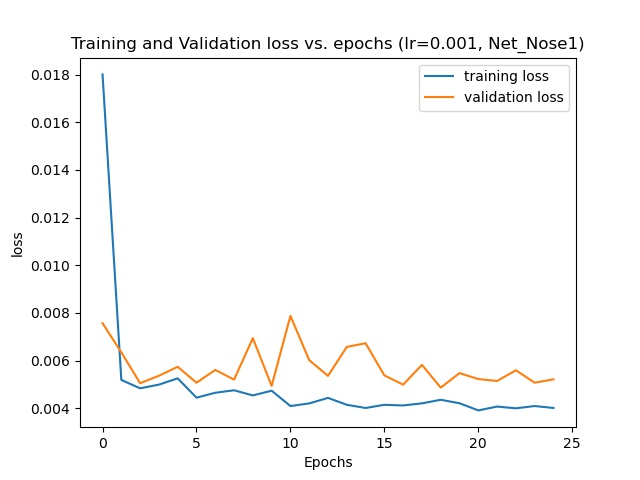 Training and Validation loss vs. epochs (lr=0.001, Net_Nose1)
training loss
validation loss
0.018
0.016
0.014
0.012
0.010
0.008
0.006
0.004
loss
0 5 10 15 20 25
Epochs